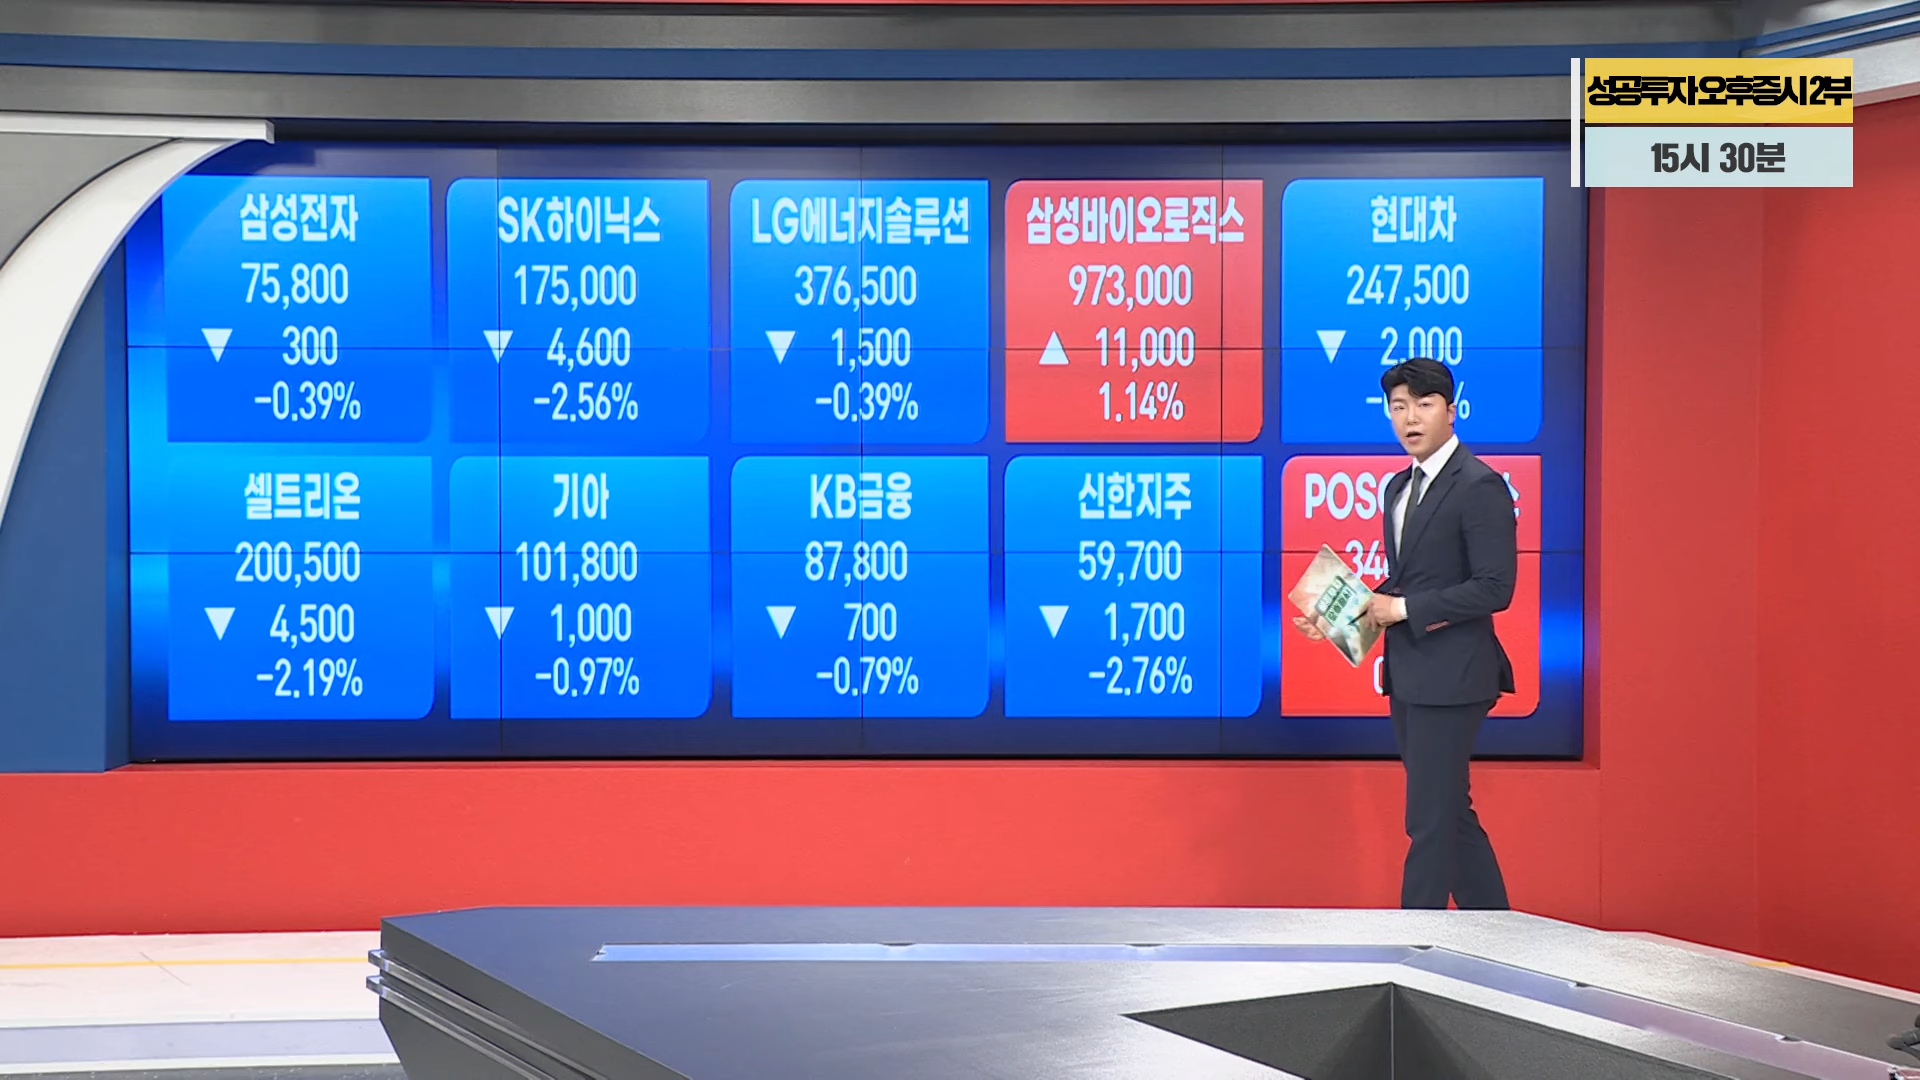 성공투자 오후증시 2부
15시 30분
삼성전자
75,800
▼ 300
-0.39%
SK하이닉스
175,000
▼ 4,600
-2.56%
LG에너지솔루션
376,500
▼ 1,500
-0.39%
삼성바이오로직스
973,000
▲ 11,000
1.14%
현대차
247,500
▼ 2,000
셀트리온
200,500
▼ 4,500
-2.19%
기아
101,800
▼ 1,000
-0.97%
KB금융
87,800
▼ 700
-0.79%
신한지주
59,700
▼ 1,700
-2.76%